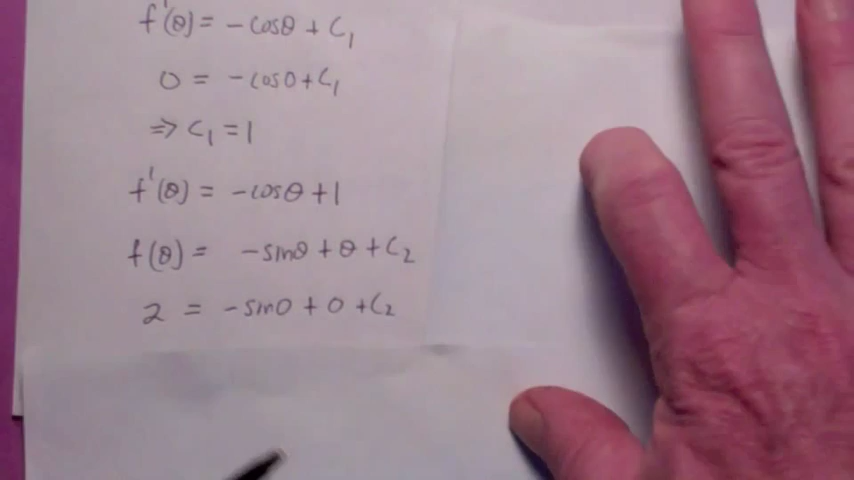 f'(θ) = -cosθ + C₁
0 = -cos0 + C₁
⇒ C₁ = 1
f'(θ) = -cosθ + 1
f(θ) = -sinθ + θ + C₂
2 = -sin0 + 0 + C₂